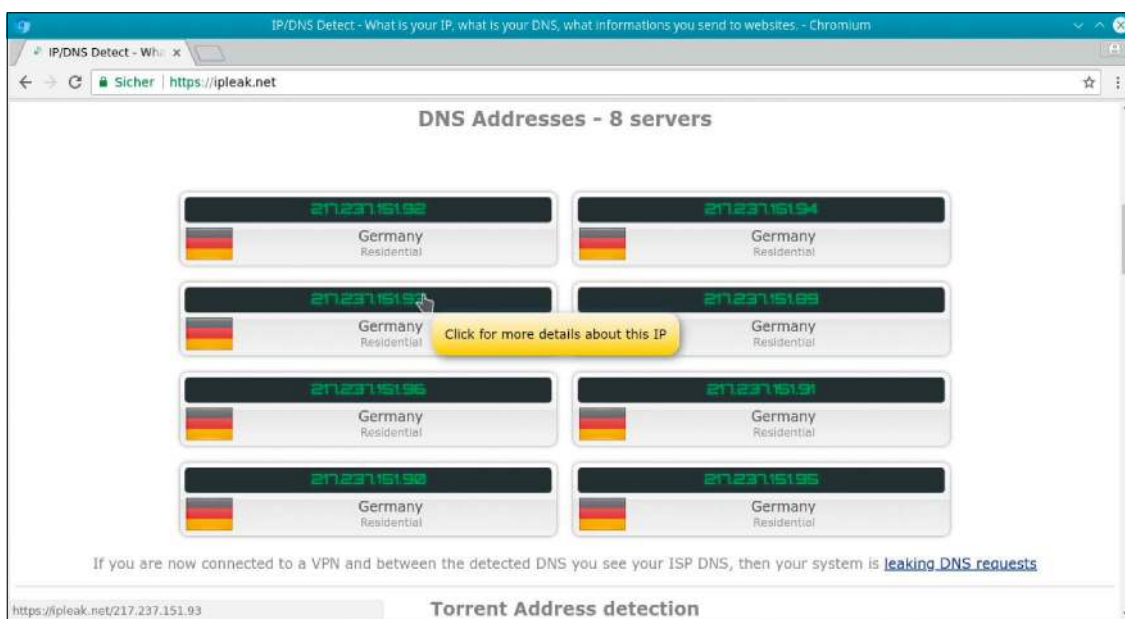 IP/DNS Detect - What is your IP, what is your DNS, what informations you send to websites. - Chromium
IP/DNS Detect - Wha x
Sicher | https://ipleak.net
DNS Addresses - 8 servers
217.237.151.92 217.237.151.94
Germany Germany
Residential Residential
217.237.151.93 217.237.151.89
Germany Germany
Click for more details about this IP
Residential Residential
217.237.151.96 217.237.151.91
Germany Germany
Residential Residential
217.237.151.90 217.237.151.95
Germany Germany
Residential Residential
If you are now connected to a VPN and between the detected DNS you see your ISP DNS, then your system is leaking DNS requests
https://ipleak.net/217.237.151.93
Torrent Address detection